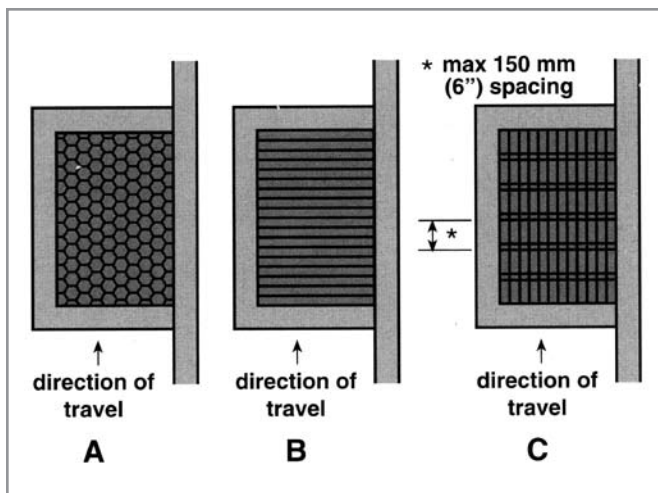 * max 150 mm
(6”) spacing
*
direction of
travel
A
direction of
travel
B
direction of
travel
C